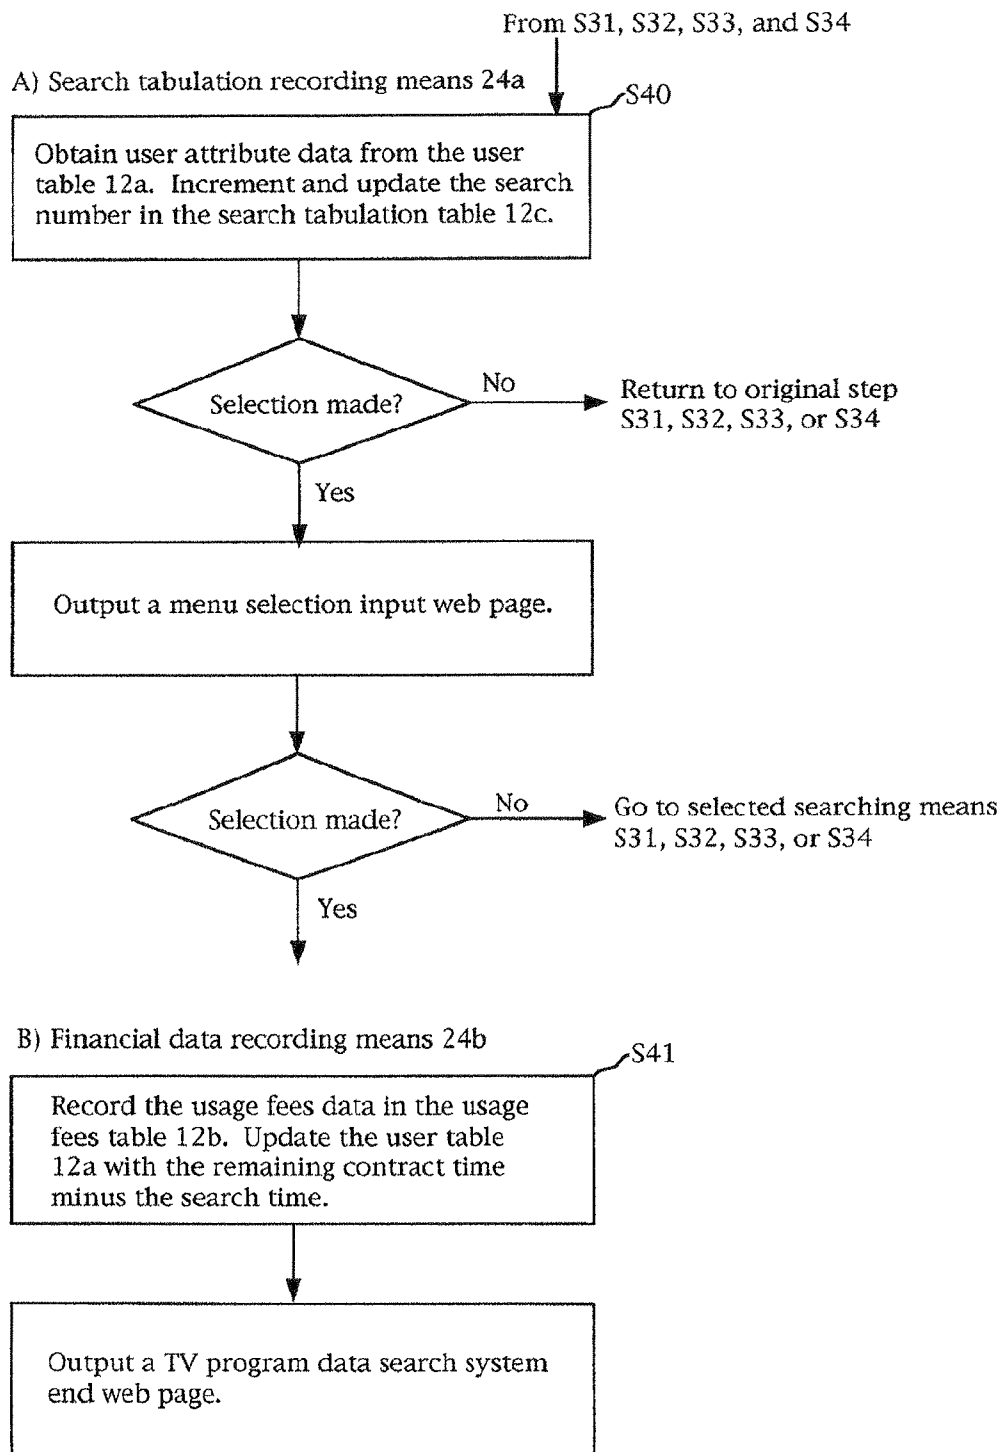 From S31, S32, S33, and S34
A) Search tabulation recording means 24a
S40
Obtain user attribute data from the user
table 12a. Increment and update the search
number in the search tabulation table 12c.
Selection made?
No
Return to original step
S31, S32, S33, or S34
Yes
Output a menu selection input web page.
Selection made?
No
Go to selected searching means
S31, S32, S33, or S34
Yes
B) Financial data recording means 24b
S41
Record the usage fees data in the usage
fees table 12b. Update the user table
12a with the remaining contract time
minus the search time.
Output a TV program data search system
end web page.